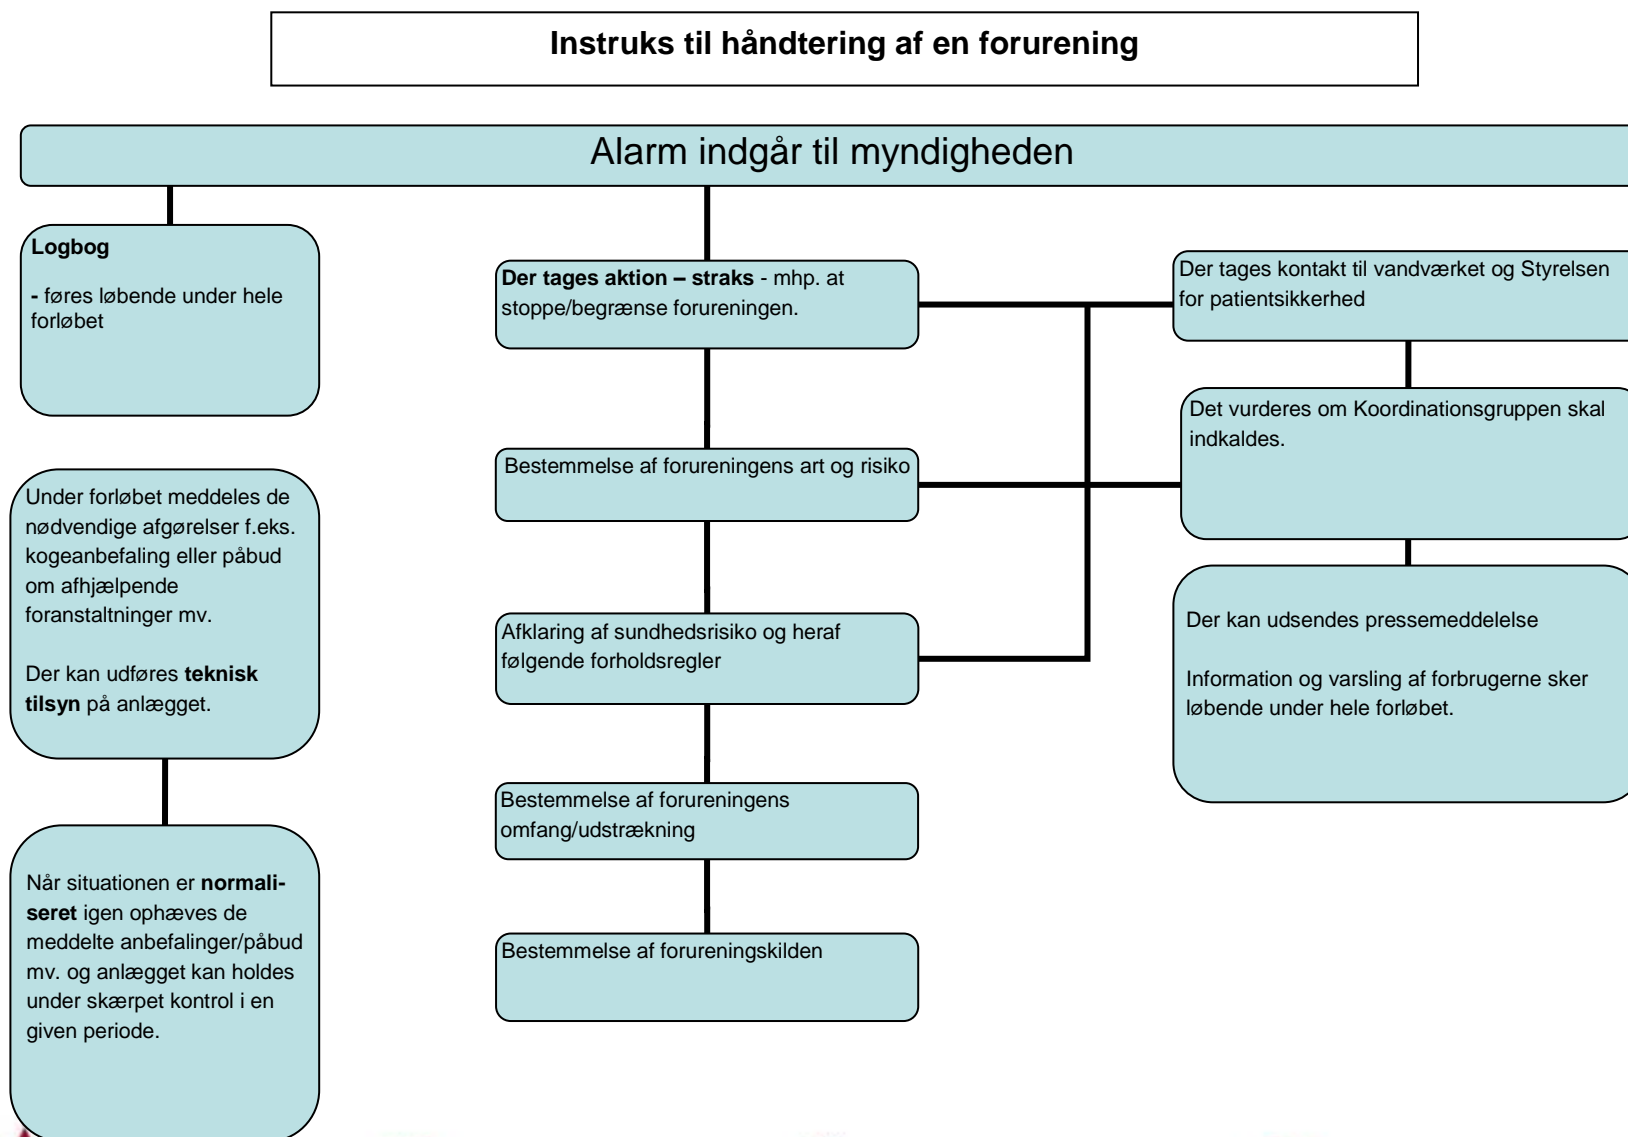 Instruks til håndtering af en forurening
Alarm indgår til myndigheden
Logbog
- føres løbende under hele
forløbet
Under forløbet meddeles de
nødvendige afgørelser f.eks.
kogeanbefaling eller påbud
om afhjælpende
foranstaltninger mv.
Der kan udføres teknisk
tilsyn på anlægget.
Når situationen er normali-
seret igen ophæves de
meddelte anbefalinger/påbud
mv. og anlægget kan holdes
under skærpet kontrol i en
given periode.
Der tages aktion – straks - mhp. at
stoppe/begrænse forureningen.
Bestemmelse af forureningens art og risiko
Afklaring af sundhedsrisiko og heraf
følgende forholdsregler
Bestemmelse af forureningens
omfang/udstrækning
Bestemmelse af forureningskilden
Der tages kontakt til vandværket og Styrelsen
for patientsikkerhed
Det vurderes om Koordinationsgruppen skal
indkaldes.
Der kan udsendes pressemeddelelse
Information og varsling af forbrugerne sker
løbende under hele forløbet.